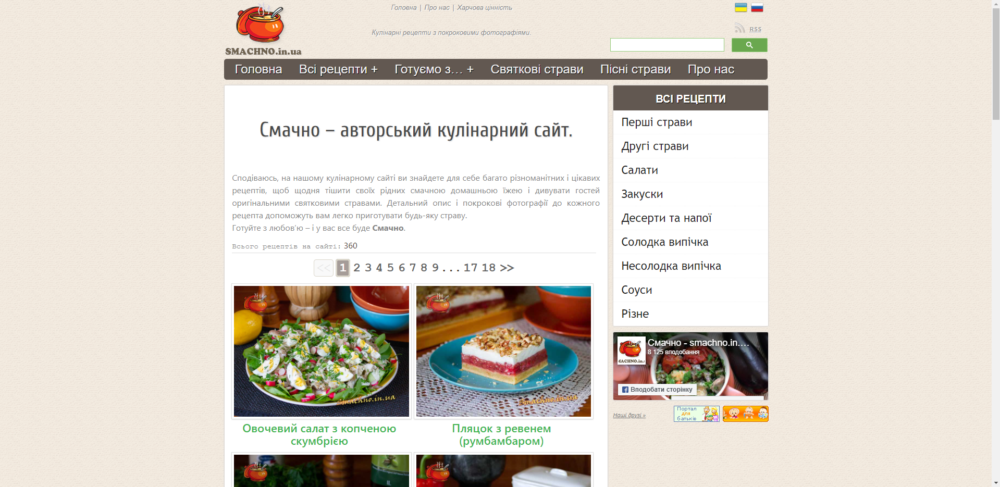 Головна | Про нас | Харчова цінність
Кулінарні рецепти з покроковими фотографіями.
RSS
SMACHNO.in.ua
Головна Всі рецепти + Готуємо з... + Святкові страви Пісні страви Про нас
Смачно – авторський кулінарний сайт.
Сподіваюсь, на нашому кулінарному сайті ви знайдете для себе багато різноманітних і цікавих
рецептів, щоб щодня тішити своїх рідних смачною домашньою їжею і дивувати гостей
оригінальними святковими стравами. Детальний опис і покрокові фотографії до кожного
рецепта допоможуть вам легко приготувати будь-яку страву.
Готуйте з любов’ю – і у вас все буде Смачно.
Всього рецептів на сайті: 360
<< 1 2 3 4 5 6 7 8 9 ... 17 18 >>
Smachno.in.ua
Smachno.in.ua
Овочевий салат з копченою
скумбрією
Пляцок з ревенем
(румбамбаром)
1L
ВСІ РЕЦЕПТИ
Перші страви
Другі страви
Салати
Закуски
Десерти та напої
Солодка випічка
Несолодка випічка
Соуси
Різне
Смачно - smachno.in....
8 125 вподобання
MACHNO.in.u
Вподобати сторінку
Наші друзі »
Портал
для
батьків